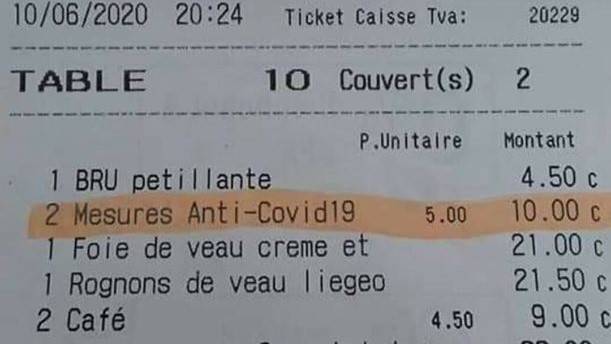 10/06/2020 20:24 Ticket Caisse Tva: 20229
TABLE 10 Couvert(s) 2
P.Unitaire Montant
1 BRU petillante 4.50 c
2 Mesures Anti-Covid19 5.00 10.00 c
1 Foie de veau creme et 21.00 c
1 Rognons de veau liegeo 21.50 c
2 Café 4.50 9.00 c